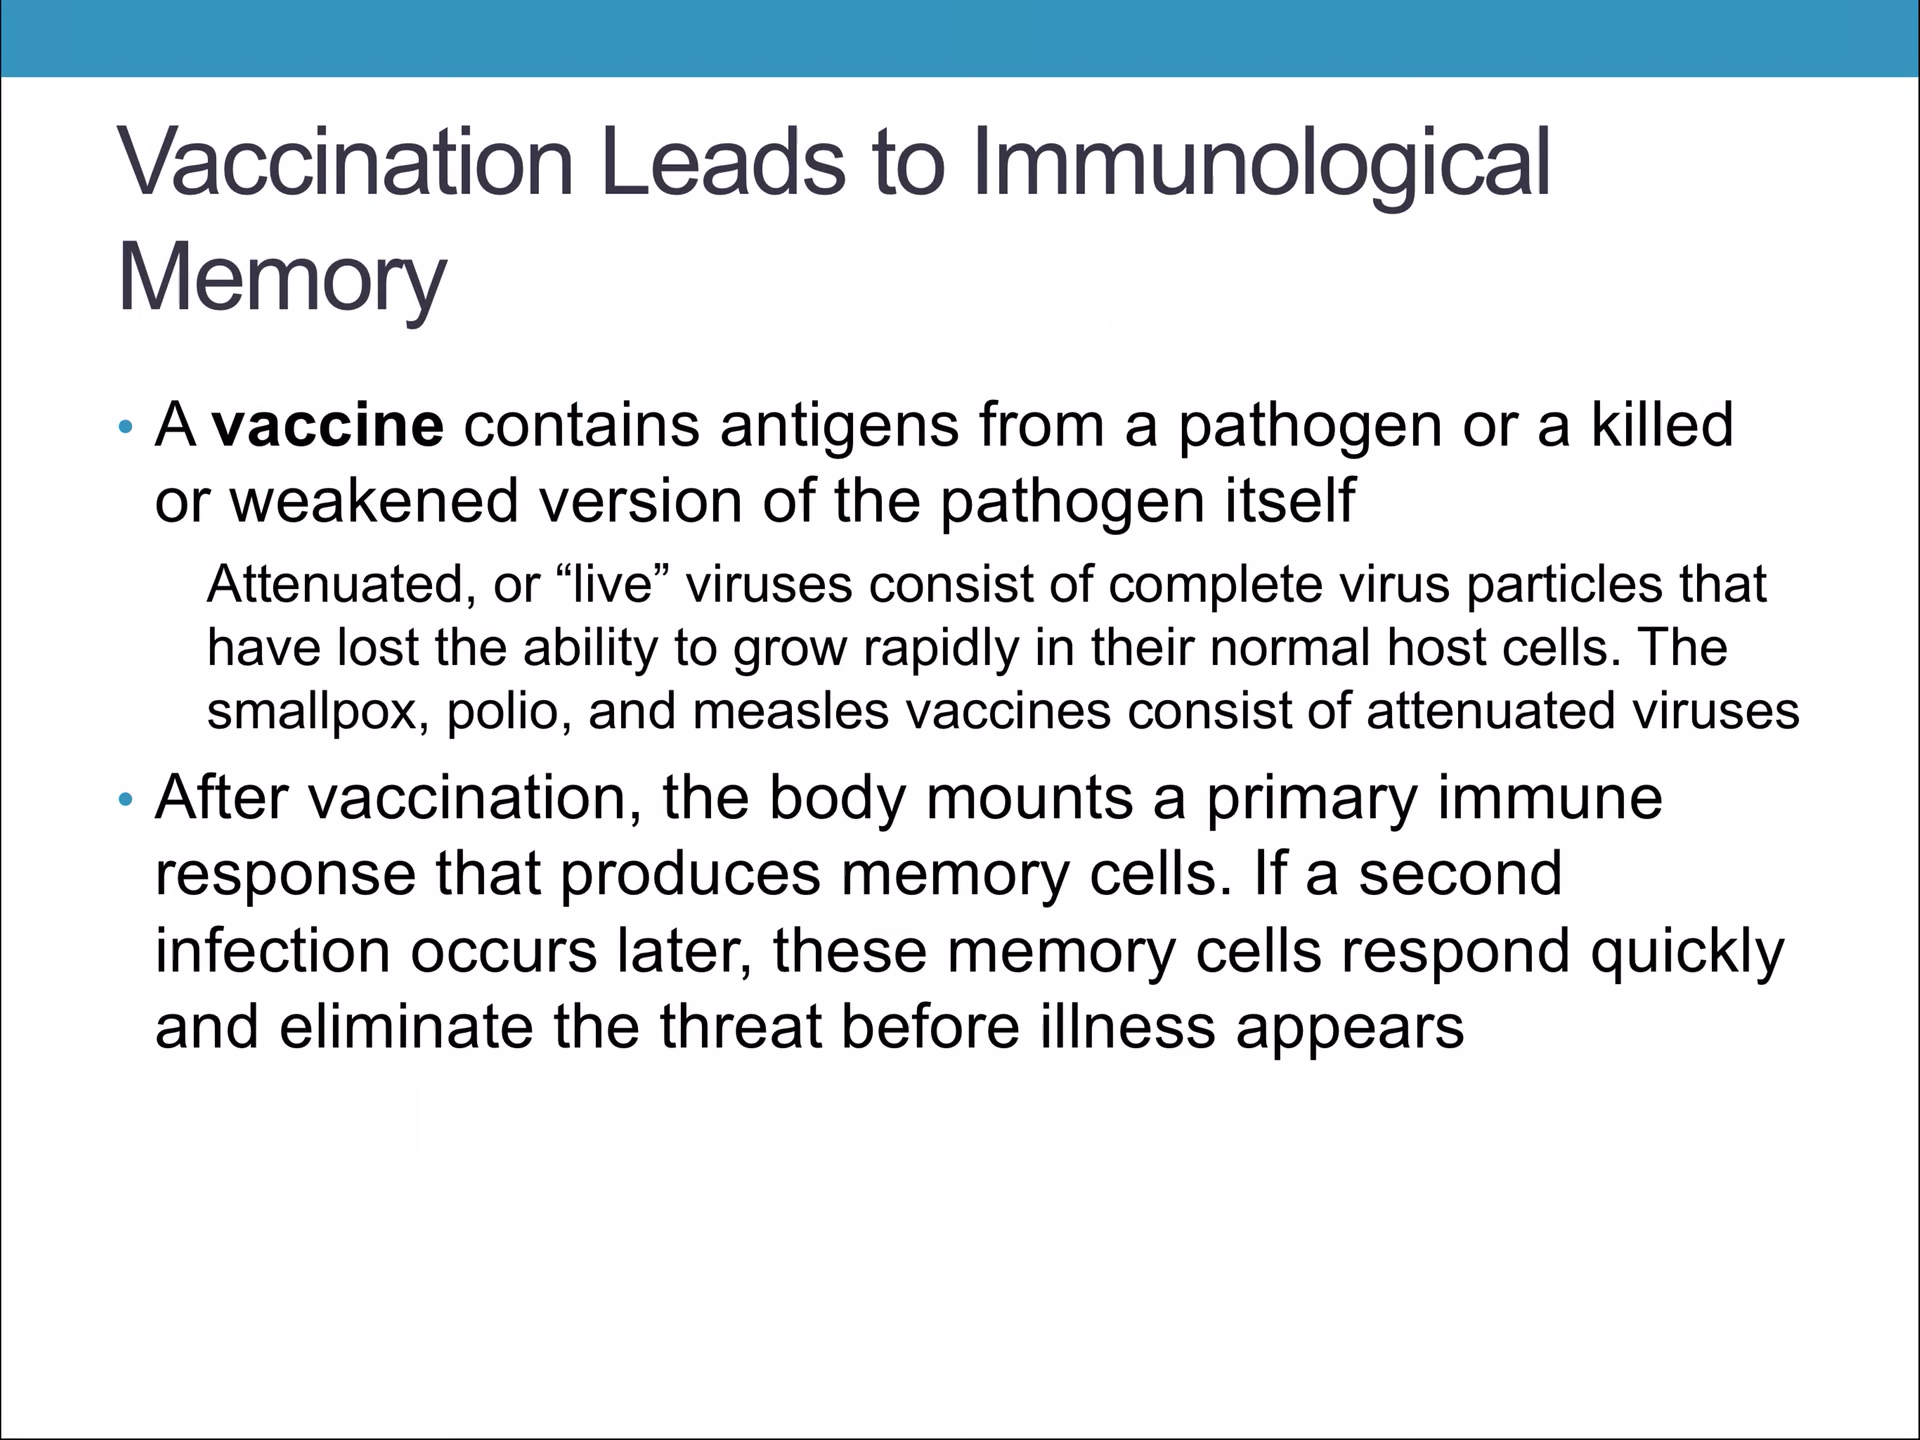 Vaccination Leads to Immunological
Memory
• A vaccine contains antigens from a pathogen or a killed
or weakened version of the pathogen itself
Attenuated, or “live” viruses consist of complete virus particles that
have lost the ability to grow rapidly in their normal host cells. The
smallpox, polio, and measles vaccines consist of attenuated viruses
• After vaccination, the body mounts a primary immune
response that produces memory cells. If a second
infection occurs later, these memory cells respond quickly
and eliminate the threat before illness appears